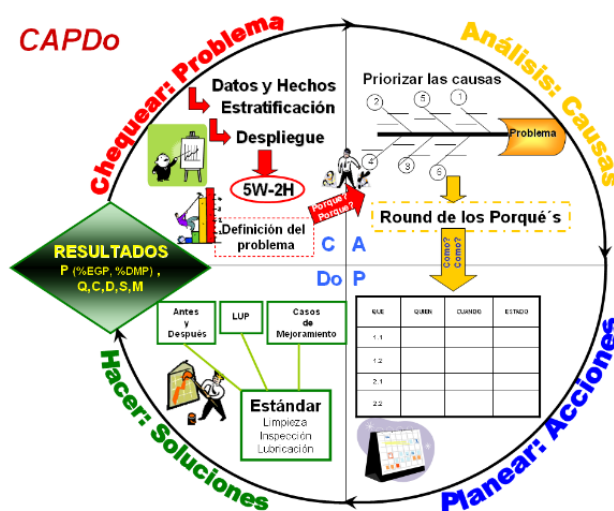 CAPDo
Chequear: Problema
Datos y Hechos
Estratificación
Despliegue
5W-2H
Definición del
problema
Porque?
Porque?
C
Análisis: Causas
Priorizar las causas
2
5
1
Problema
4
3
6
Round de los Porqué´s
Como?
Como?
A
Do
P
RESULTADOS
P (%EGP, %DMP) ,
Q,C,D,S,M
Antes
y
Después
LUP
Casos
de
Mejoramiento
Estándar
Limpieza
Inspección
Lubricación
Hacer: Soluciones
QUE QUIEN CUANDO ESTADO
1.1
1.2
2.1
2.2
Planear: Acciones